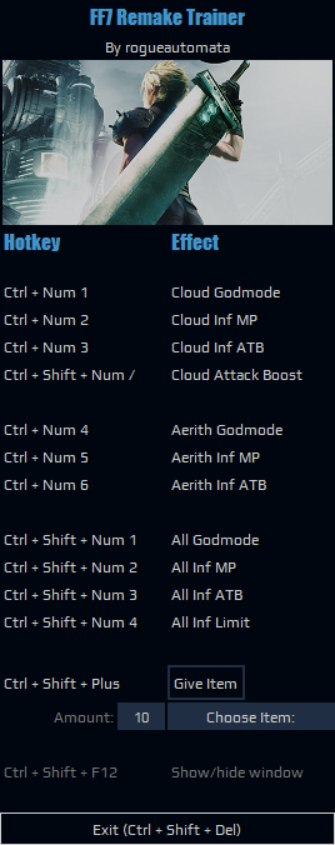 FF7 Remake Trainer
By rogueautomata
Hotkey Effect
Ctrl + Num 1 Cloud Godmode
Ctrl + Num 2 Cloud Inf MP
Ctrl + Num 3 Cloud Inf ATB
Ctrl + Shift + Num / Cloud Attack Boost
Ctrl + Num 4 Aerith Godmode
Ctrl + Num 5 Aerith Inf MP
Ctrl + Num 6 Aerith Inf ATB
Ctrl + Shift + Num 1 All Godmode
Ctrl + Shift + Num 2 All Inf MP
Ctrl + Shift + Num 3 All Inf ATB
Ctrl + Shift + Num 4 All Inf Limit
Ctrl + Shift + Plus Give Item
Amount: 10 Choose Item:
Ctrl + Shift + F12 Show/hide window
Exit (Ctrl + Shift + Del)